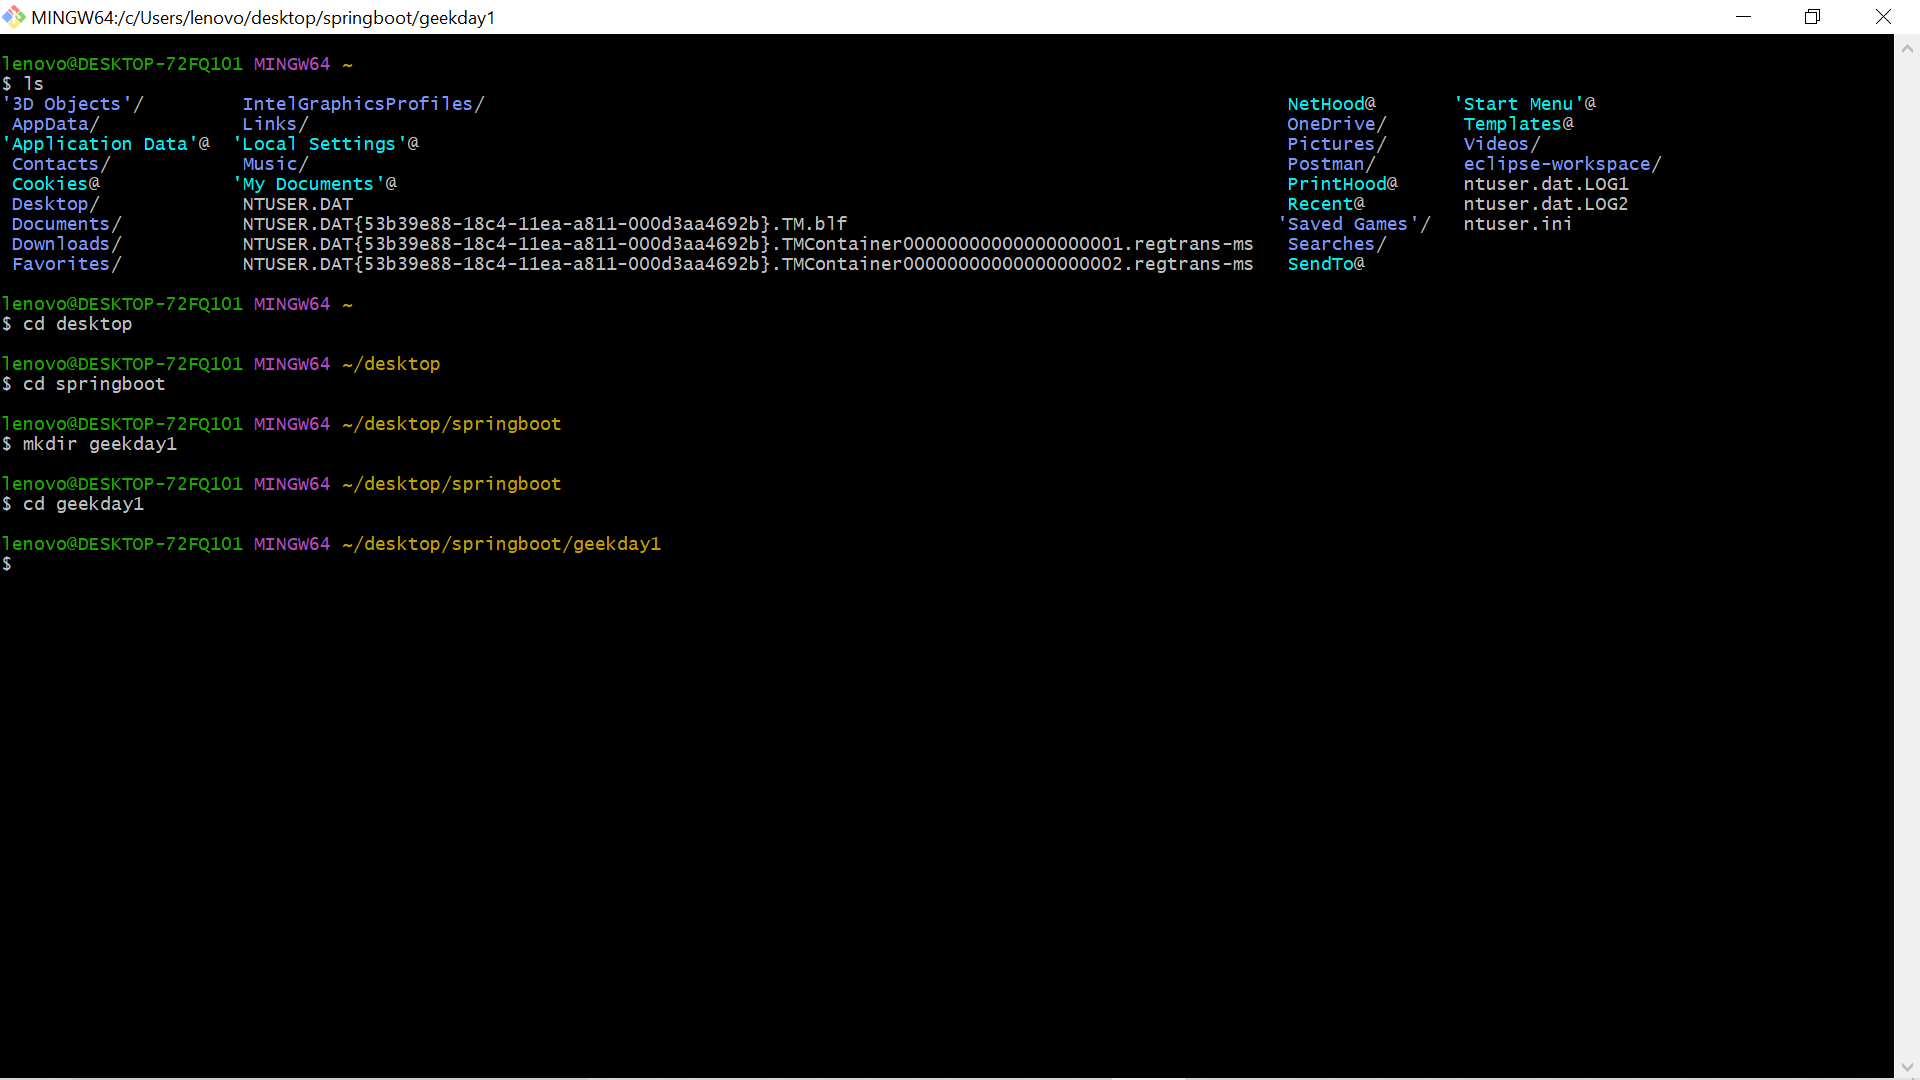 MINGW64:/c/Users/lenovo/desktop/springboot/geekday1
lenovo@DESKTOP-72FQ1O1 MINGW64 ~
$ ls
'3D Objects'/ IntelGraphicsProfiles/ NetHood@ 'Start Menu'@
AppData/ Links/ OneDrive/ Templates@
'Application Data'@ 'Local Settings'@ Pictures/ Videos/
Contacts/ Music/ Postman/ eclipse-workspace/
Cookies@ 'My Documents'@ PrintHood@ ntuser.dat.LOG1
Desktop/ NTUSER.DAT Recent@ ntuser.dat.LOG2
Documents/ NTUSER.DAT{53b39e88-18c4-11ea-a811-000d3aa4692b}.TM.blf 'Saved Games'/ ntuser.ini
Downloads/ NTUSER.DAT{53b39e88-18c4-11ea-a811-000d3aa4692b}.TMContainer00000000000000000001.regtrans-ms Searches/
Favorites/ NTUSER.DAT{53b39e88-18c4-11ea-a811-000d3aa4692b}.TMContainer00000000000000000002.regtrans-ms SendTo@
lenovo@DESKTOP-72FQ1O1 MINGW64 ~
$ cd desktop
lenovo@DESKTOP-72FQ1O1 MINGW64 ~/desktop
$ cd springboot
lenovo@DESKTOP-72FQ1O1 MINGW64 ~/desktop/springboot
$ mkdir geekday1
lenovo@DESKTOP-72FQ1O1 MINGW64 ~/desktop/springboot
$ cd geekday1
lenovo@DESKTOP-72FQ1O1 MINGW64 ~/desktop/springboot/geekday1
$